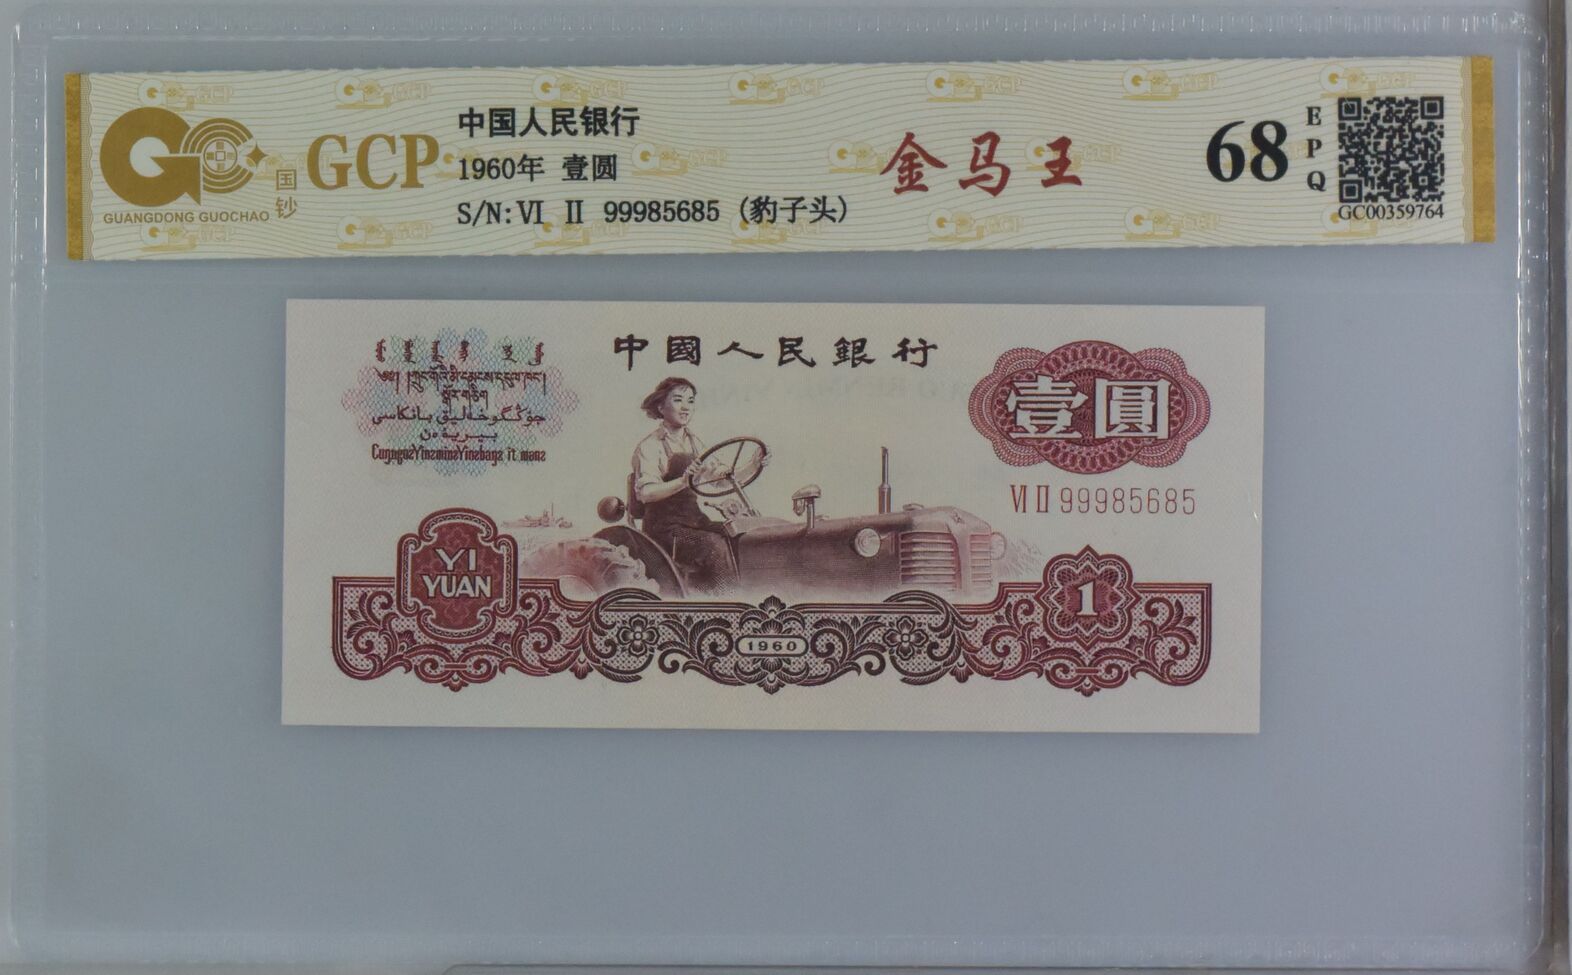 GUANGDONG GUOCHAO
国钞
GCP
中国人民银行
1960年 壹圆
S/N: VI II 99985685 (豹子头)
金马王
68
EPQ
GC00359764
中國人民銀行
壹圓
VI II 99985685
YI
YUAN
1
1960